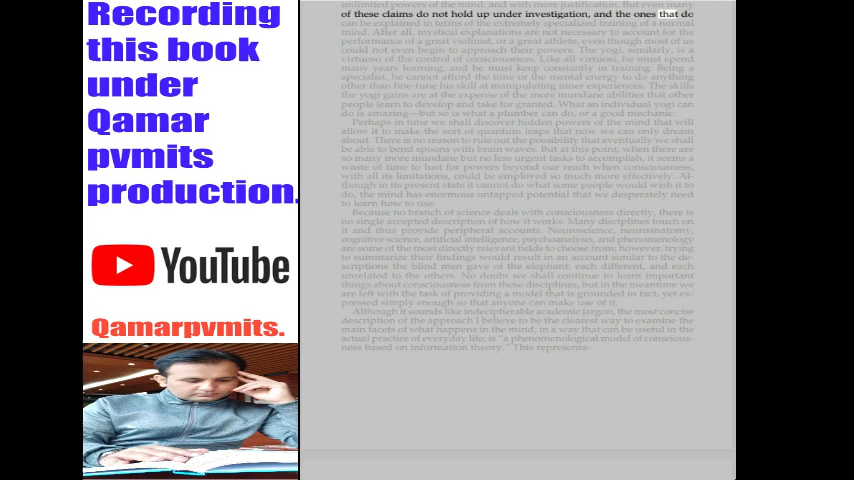 Recording
this book
under
Qamar
pvmits
production.
YouTube
Qamarpvmits.
unlimited powers of the mind, and with more justification. But even many
of these claims do not hold up under investigation, and the ones that do
can be explained in terms of the extremely specialized training of a normal
mind. After all, mystical explanations are not necessary to account for the
performance of a great violinist, or a great athlete, even though most of us
could not even begin to approach their powers. The yogi, similarly, is a
virtuoso of the control of consciousness. Like all virtuosi, he must spend
many years learning, and he must keep constantly in training. Being a
specialist, he cannot afford the time or the mental energy to do anything
other than fine-tune his skill at manipulating inner experiences. The skills
the yogi gains are at the expense of the more mundane abilities that other
people learn to develop and take for granted. What an individual yogi can
do is amazing—but so is what a plumber can do, or a good mechanic.
Perhaps in time we shall discover hidden powers of the mind that will
allow it to make the sort of quantum leaps that now we can only dream
about. There is no reason to rule out the possibility that eventually we shall
be able to bend spoons with brain waves. But at this point, when there are
so many more mundane but no less urgent tasks to accomplish, it seems a
waste of time to lust for powers beyond our reach when consciousness,
with all its limitations, could be employed so much more effectively. Al-
though in its present state it cannot do what some people would wish it to
do, the mind has enormous untapped potential that we desperately need
to learn how to use.
Because no branch of science deals with consciousness directly, there is
no single accepted description of how it works. Many disciplines touch on
it and thus provide peripheral accounts. Neuroscience, neuroanatomy,
cognitive science, artificial intelligence, psychoanalysis, and phenomenology
are some of the most directly relevant fields to choose from; however, trying
to summarize their findings would result in an account similar to the de-
scriptions the blind men gave of the elephant: each different, and each
unrelated to the others. No doubt we shall continue to learn important
things about consciousness from these disciplines, but in the meantime we
are left with the task of providing a model that is grounded in fact, yet ex-
pressed simply enough so that anyone can make use of it.
Although it sounds like indecipherable academic jargon, the most concise
description of the approach I believe to be the clearest way to examine the
main facets of what happens in the mind, in a way that can be useful in the
actual practice of everyday life, is "a phenomenological model of conscious-
ness based on information theory." This representa-